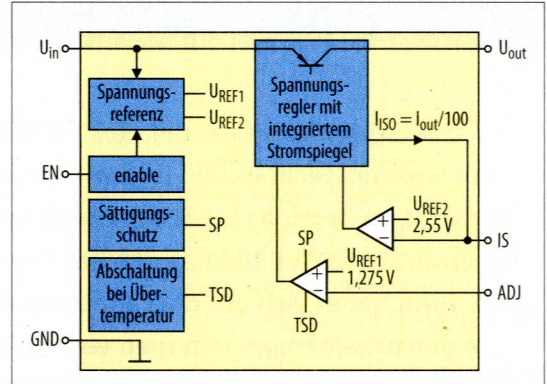 U_in
U_out
Spannungs-
referenz
U_REF1
U_REF2
Spannungs-
regler mit
integriertem
Stromspiegel
I_ISO = I_out/100
EN
enable
Sättigungs-
schutz
SP
U_REF2
2,55 V
IS
Abschaltung
bei Über-
temperatur
TSD
SP
U_REF1
1,275 V
TSD
ADJ
GND
+
−
+
−